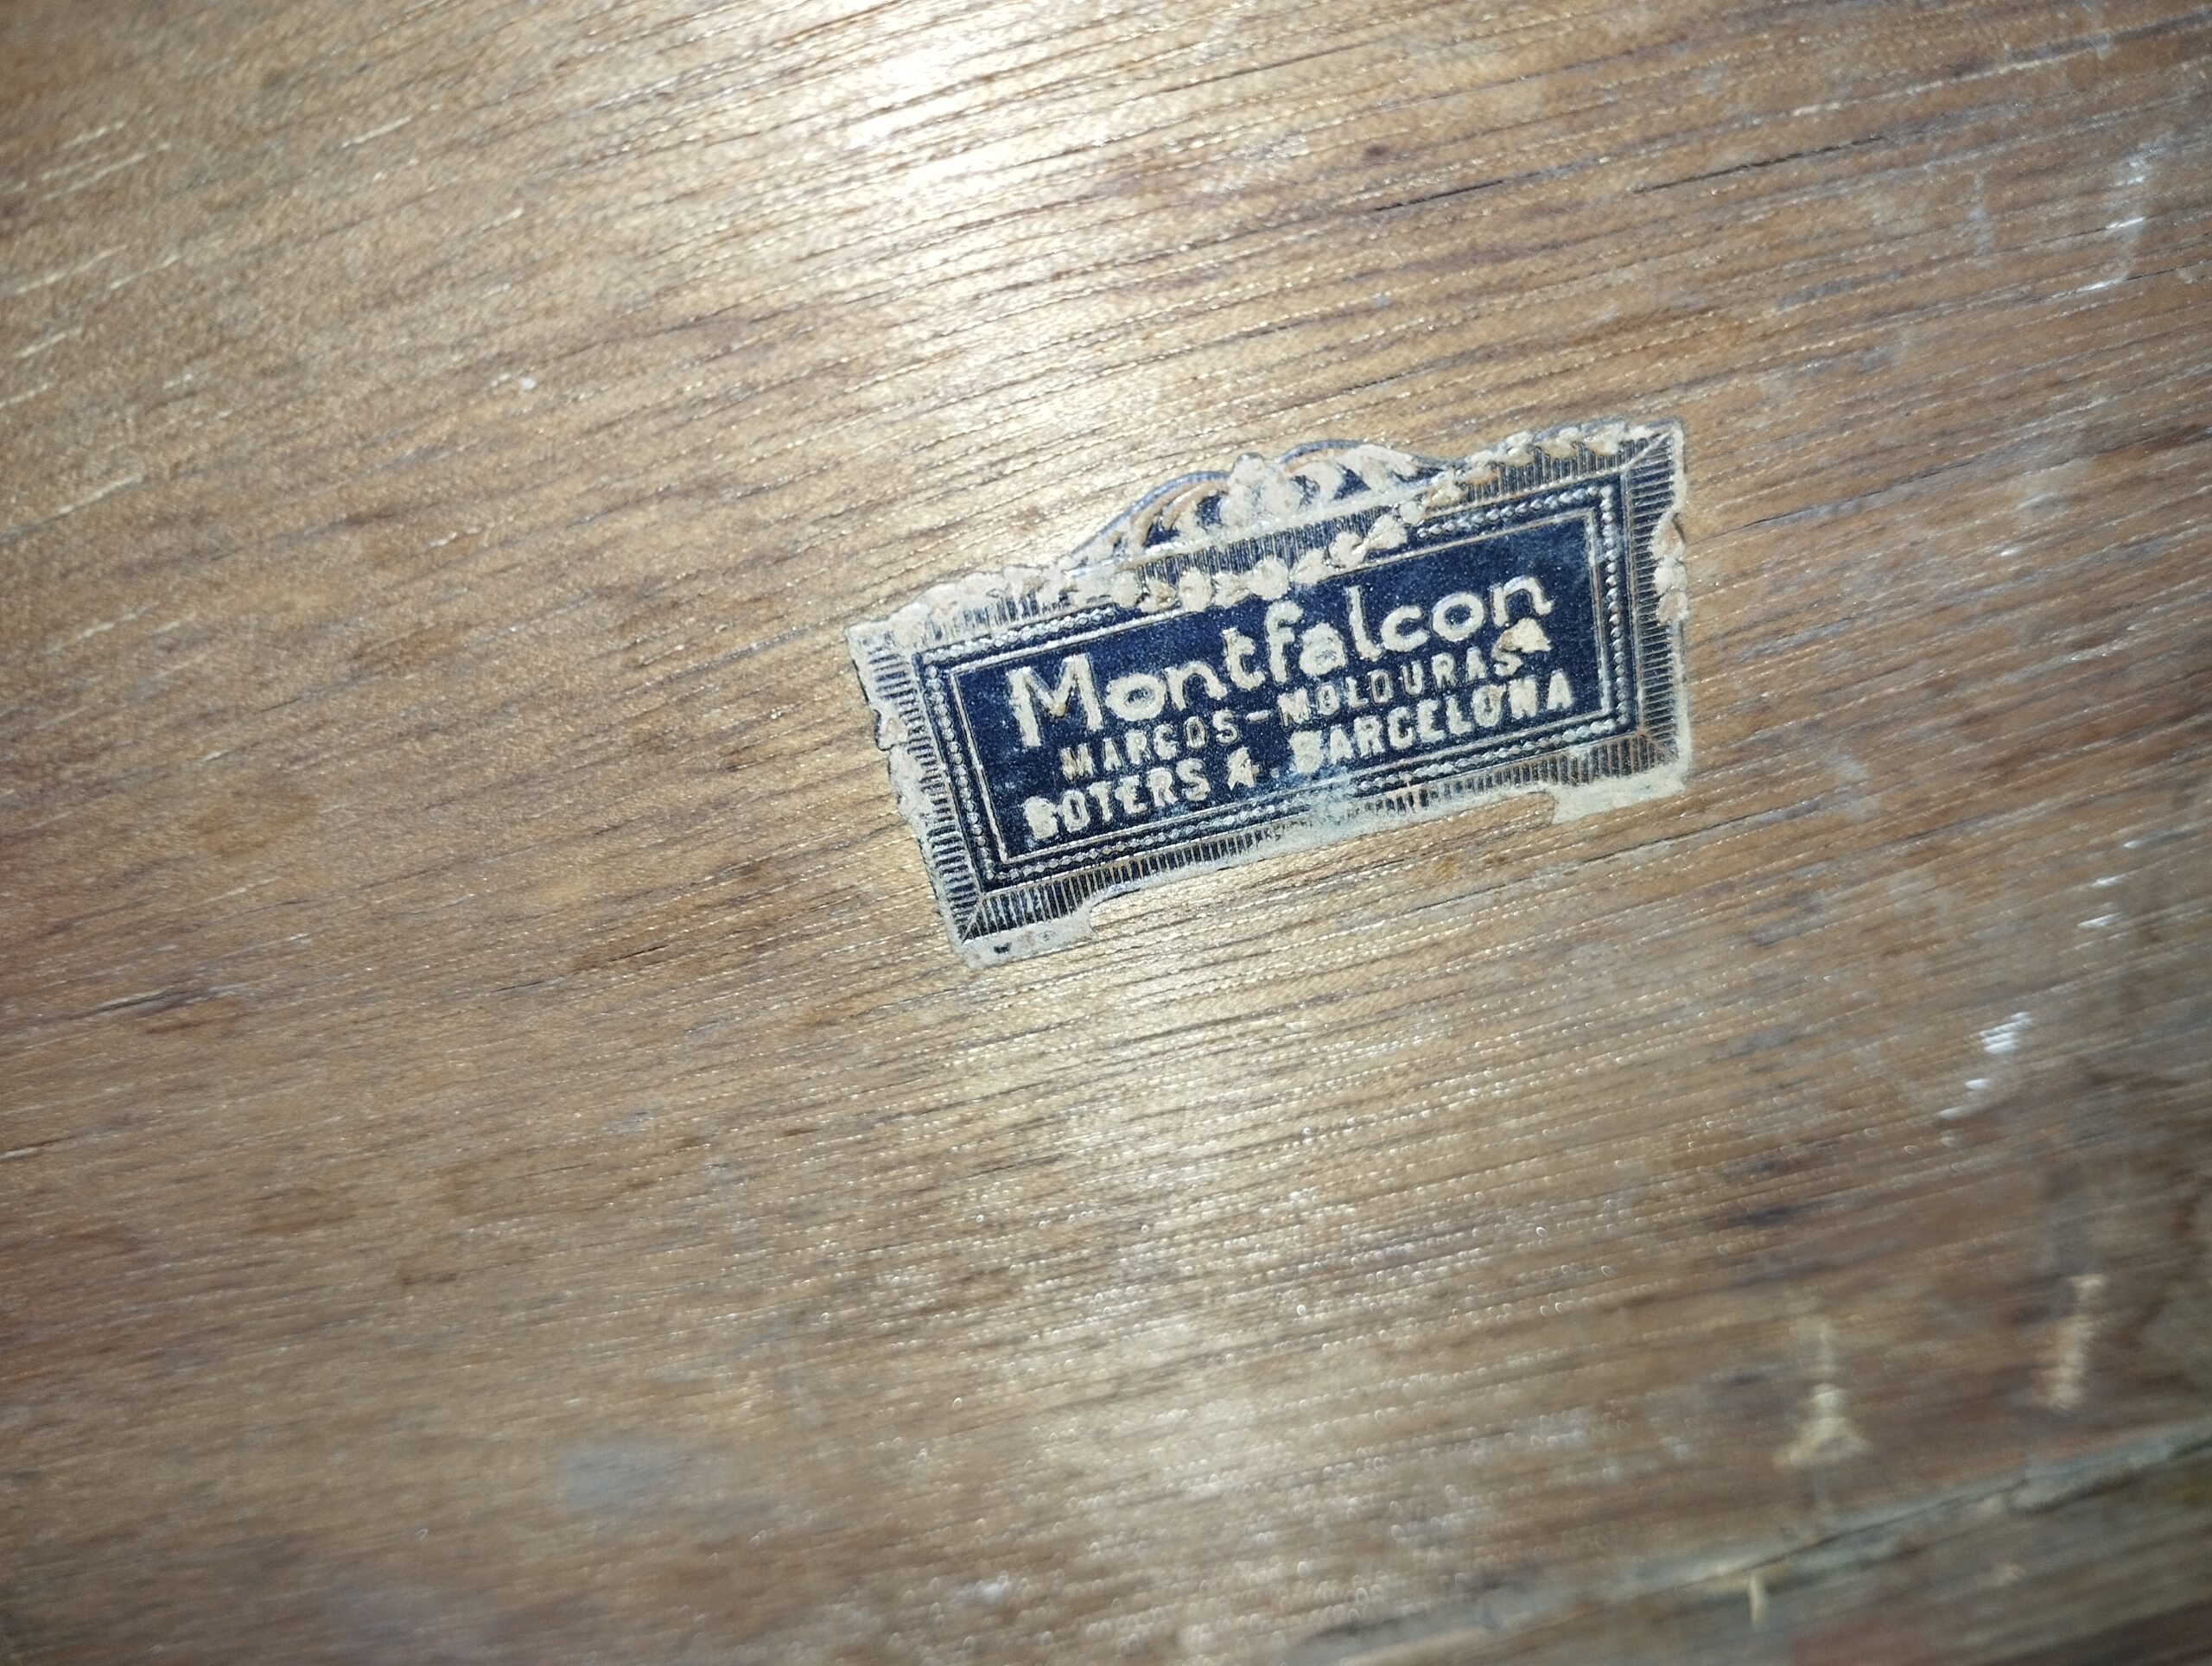 Montfalcon
MARCOS-MOLDURAS
BOTERS 4. BARCELONA